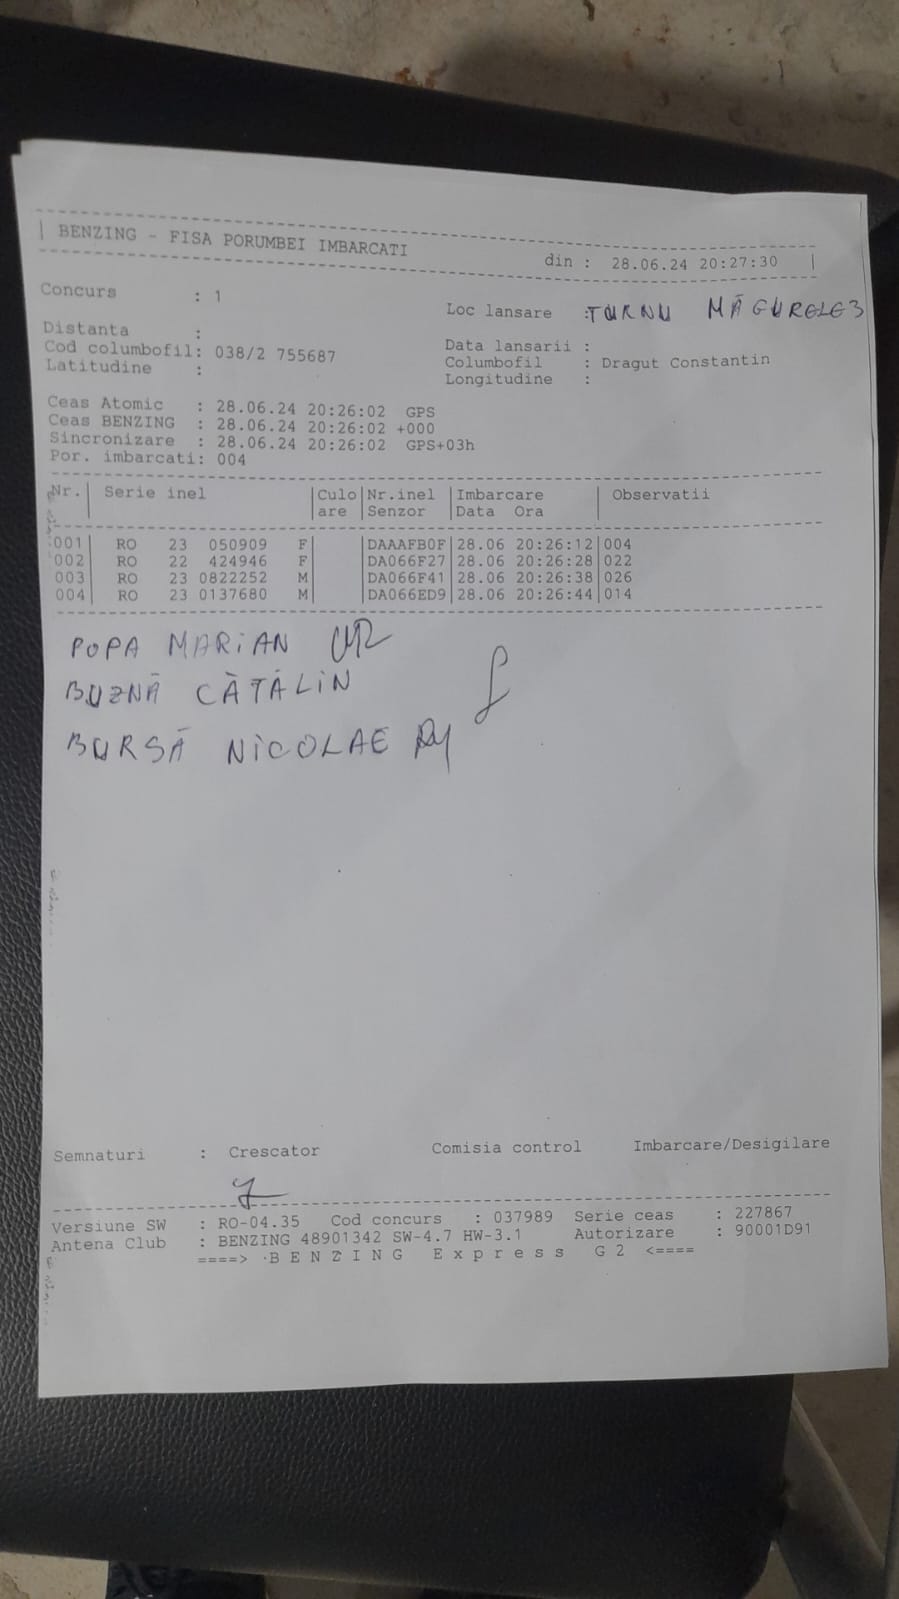 BENZING - FISA PORUMBEI IMBARCATI din : 28.06.24 20:27:30
Concurs : 1 Loc lansare : TURNU MĂGURELE 3
Distanta : Data lansarii :
Cod columbofil: 038/2 755687 Columbofil : Dragut Constantin
Latitudine : Longitudine :
Ceas Atomic : 28.06.24 20:26:02 GPS
Ceas BENZING : 28.06.24 20:26:02 +000
Sincronizare : 28.06.24 20:26:02 GPS+03h
Por. imbarcati: 004
Nr.| Serie inel |Culo|Nr.inel |Imbarcare | Observatii
| |are |Senzor |Data Ora |
001| RO 23 050909 F| |DAAAFB0F|28.06 20:26:12|004
002| RO 22 424946 F| |DA066F27|28.06 20:26:28|022
003| RO 23 0822252 M| |DA066F41|28.06 20:26:38|026
004| RO 23 0137680 M| |DA066ED9|28.06 20:26:44|014
POPA MARIAN
BUZNĂ CĂTĂLIN
BURSĂ NICOLAE
Semnaturi : Crescator Comisia control Imbarcare/Desigilare
Versiune SW : RO-04.35 Cod concurs : 037989 Serie ceas : 227867
Antena Club : BENZING 48901342 SW-4.7 HW-3.1 Autorizare : 90001D91
====> B E N Z I N G E x p r e s s G 2 <====